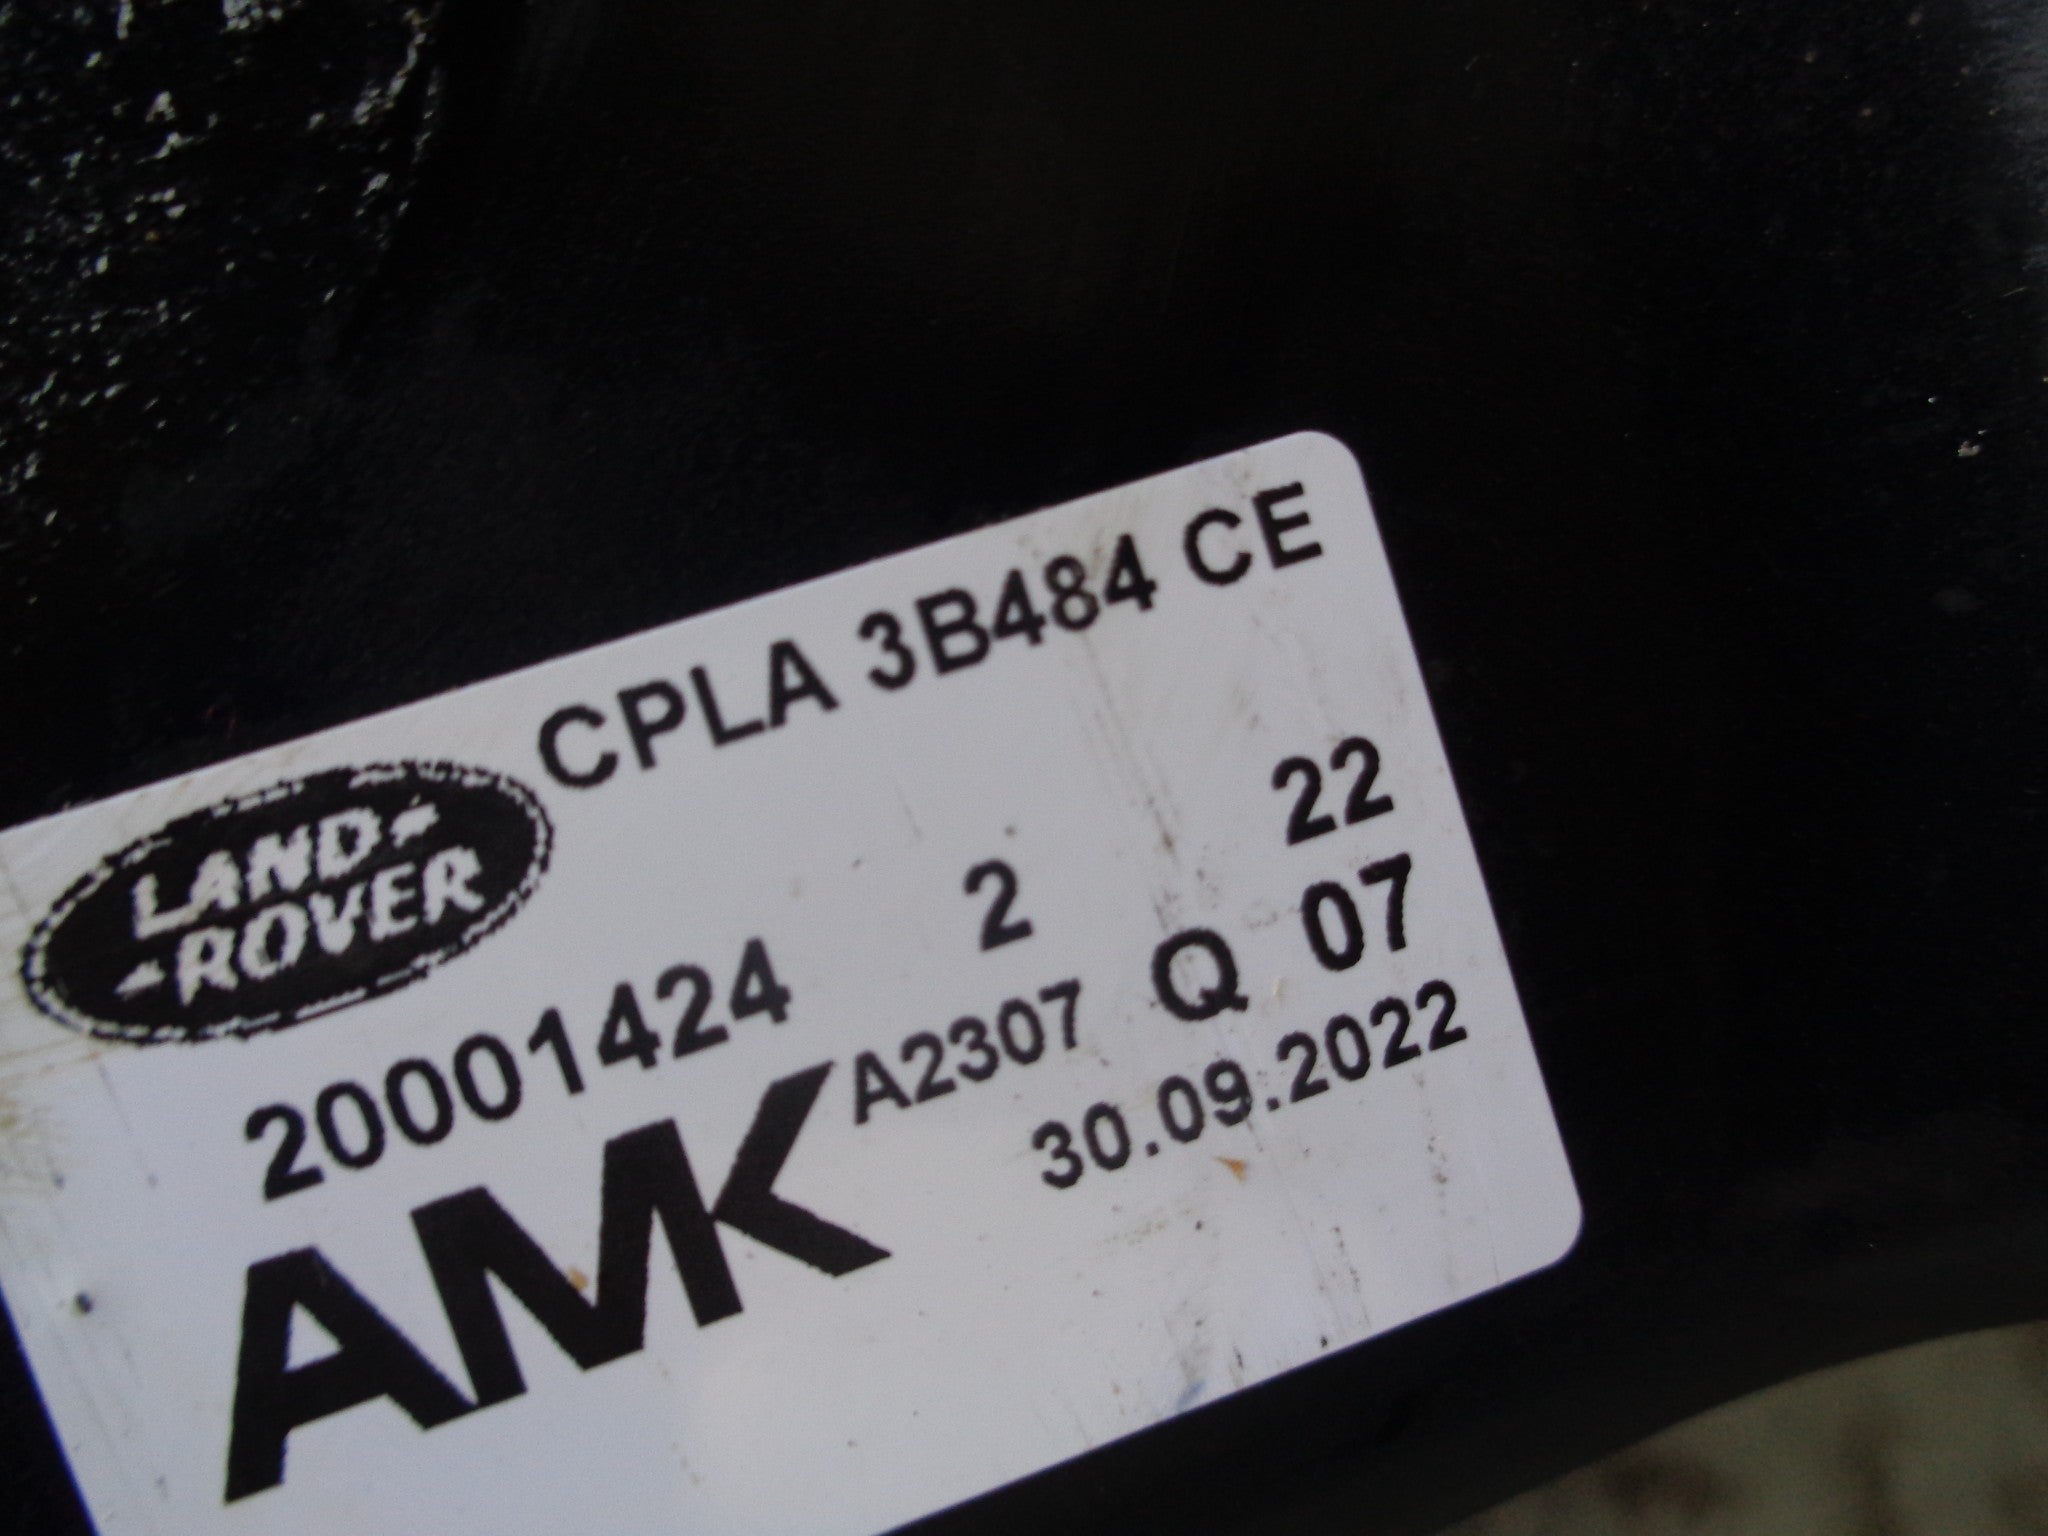 CPLA 3B484 CE
LAND
ROVER
22
20001424 2
A2307 Q 07
AMK 30.09.2022